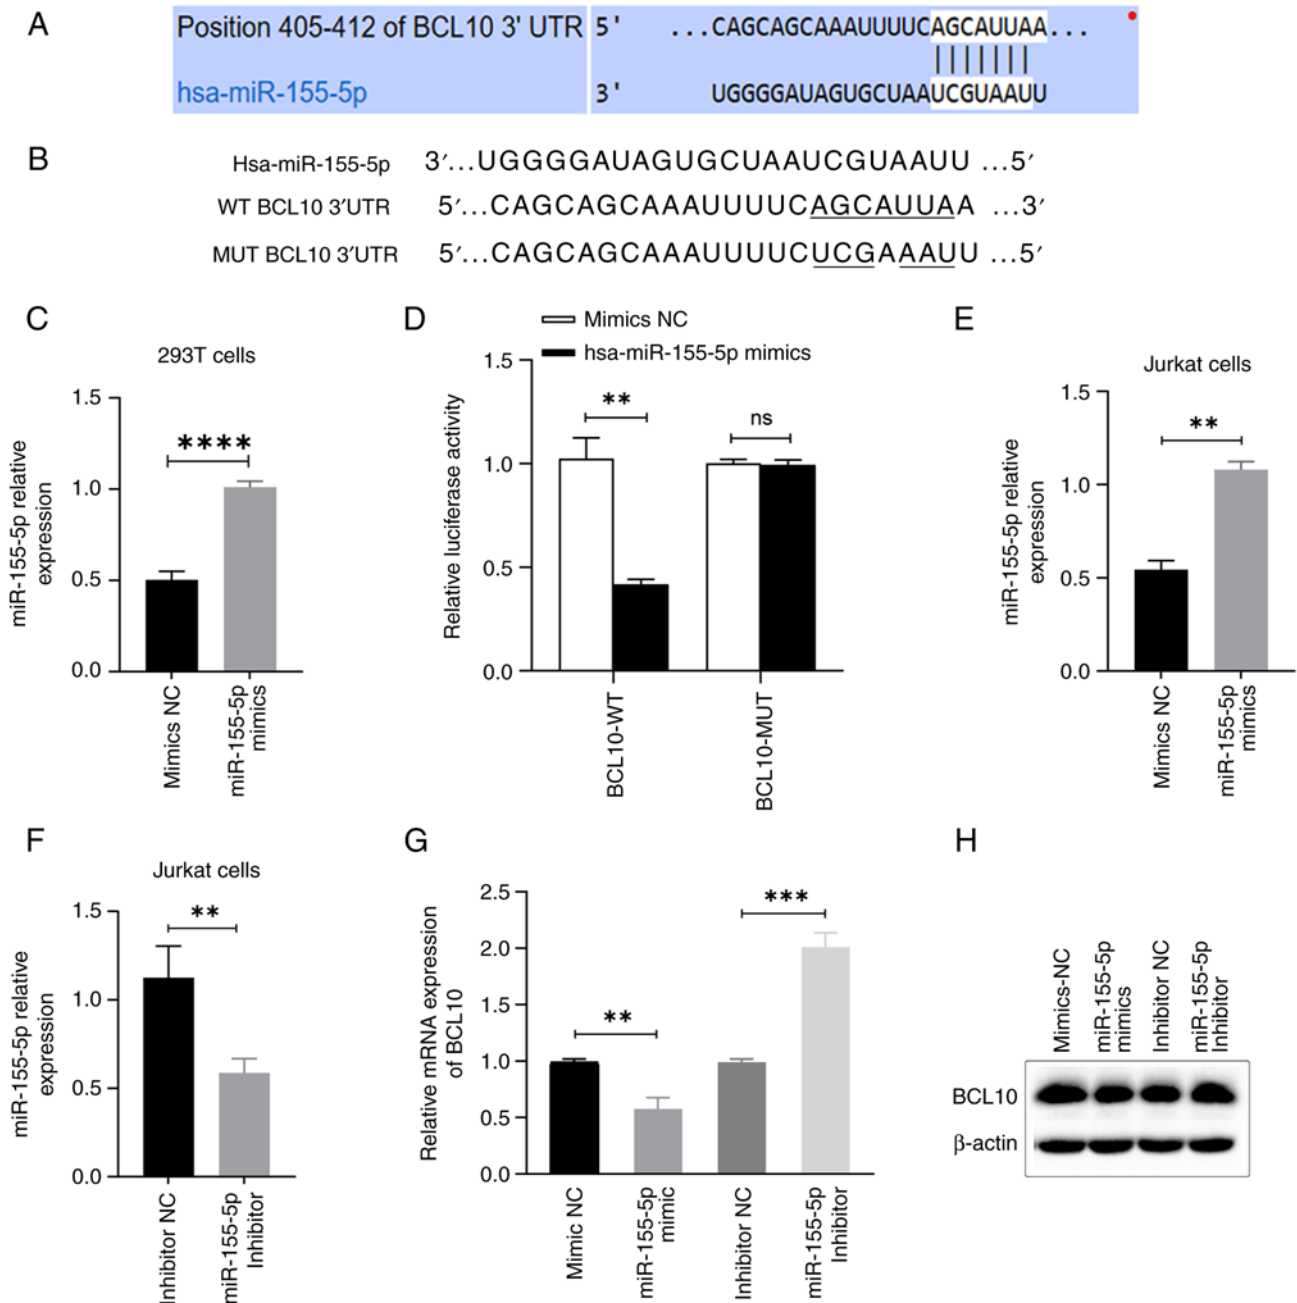 A
Position 405-412 of BCL10 3' UTR
5' ...CAGCAGCAAAUUUUCAGCAUUAA...
hsa-miR-155-5p
3' UGGGGAUAGUGCUAAUCGUAAUU
B
Hsa-miR-155-5p 3′...UGGGGAUAGUGCUAAUCGUAAUU ...5′
WT BCL10 3′UTR 5′...CAGCAGCAAAUUUUCAGCAUUAA ...3′
MUT BCL10 3′UTR 5′...CAGCAGCAAAUUUUCUCGAAAUU ...5′
C
293T cells
miR-155-5p relative
expression
1.5
1.0
0.5
0.0
****
Mimics NC
miR-155-5p
mimics
D
Mimics NC
hsa-miR-155-5p mimics
Relative luciferase activity
1.5
1.0
0.5
0.0
**
ns
BCL10-WT
BCL10-MUT
E
Jurkat cells
miR-155-5p relative
expression
1.5
1.0
0.5
0.0
**
Mimics NC
miR-155-5p
mimics
F
Jurkat cells
miR-155-5p relative
expression
1.5
1.0
0.5
0.0
**
Inhibitor NC
miR-155-5p
Inhibitor
G
Relative mRNA expression
of BCL10
2.5
2.0
1.5
1.0
0.5
0.0
**
***
Mimic NC
miR-155-5p
mimic
Inhibitor NC
miR-155-5p
Inhibitor
H
Mimics-NC
miR-155-5p
mimics
Inhibitor NC
miR-155-5p
Inhibitor
BCL10
β-actin